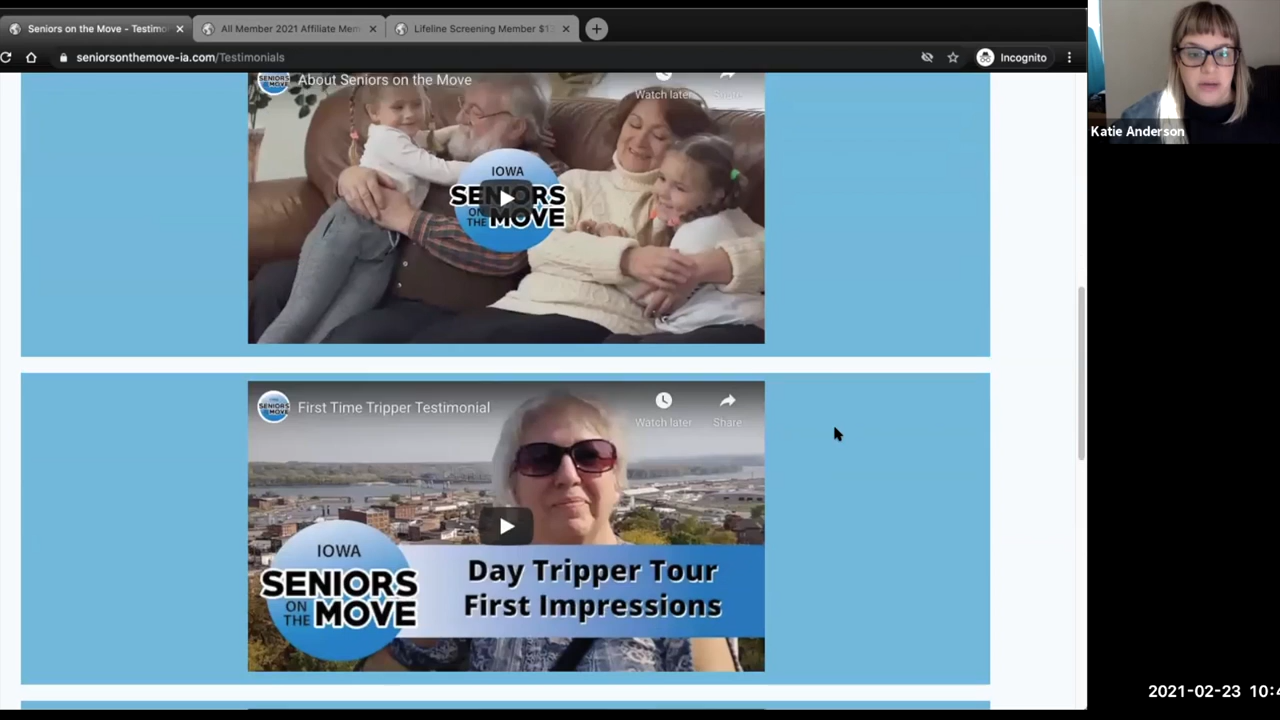 Seniors on the Move - Testimo
All Member 2021 Affiliate Mem
Lifeline Screening Member $1
seniorsonthemove-ia.com/Testimonials
Incognito
Katie Anderson
About Seniors on the Move
Watch later
Share
IOWA
SENIORS
ON
THE
MOVE
SENIORS
MOVE
First Time Tripper Testimonial
Watch later
Share
IOWA
SENIORS
ON
THE
MOVE
Day Tripper Tour
First Impressions
2021-02-23 10:4